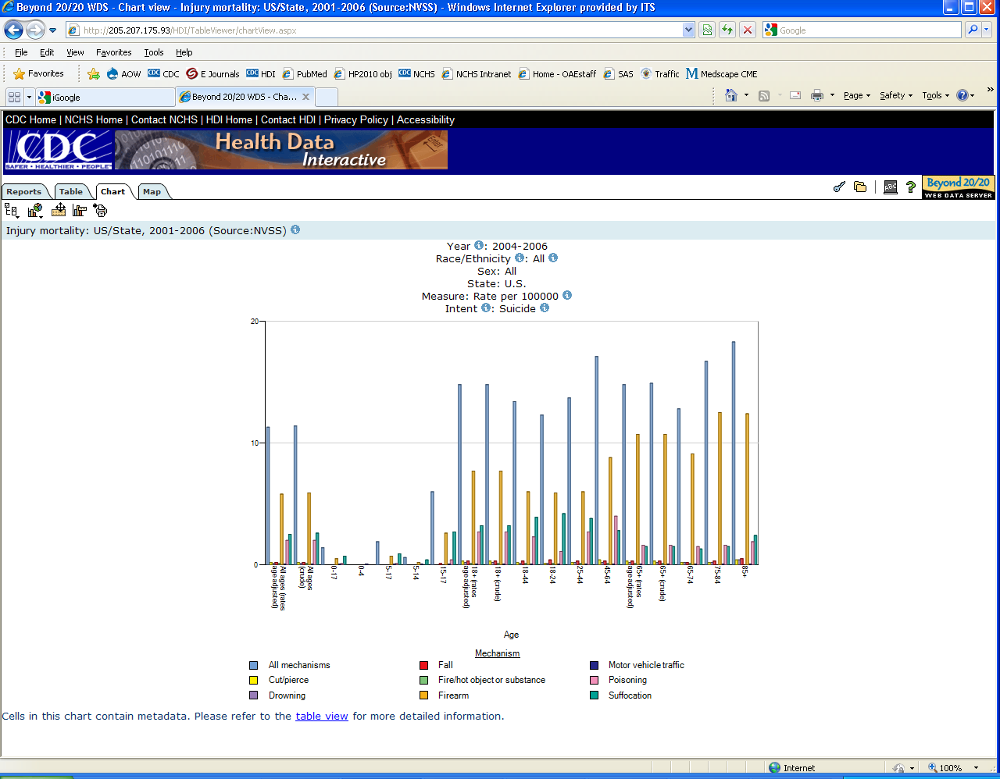 Beyond 20/20 WDS - Chart view - Injury mortality: US/State, 2001-2006 (Source:NVSS) - Windows Internet Explorer provided by ITS
http://205.207.175.93/HDI/TableViewer/chartView.aspx
Google
File Edit View Favorites Tools Help
Favorites AOW CDC CDC E Journals CDC HDI PubMed HP2010 obj CDC NCHS NCHS Intranet Home - OAEstaff SAS Traffic M Medscape CME
iGoogle Beyond 20/20 WDS - Cha... X Page Safety Tools »
CDC Home | NCHS Home | Contact NCHS | HDI Home | Contact HDI | Privacy Policy | Accessibility
CDC
SAFER • HEALTHIER • PEOPLE™
Health Data
Interactive
Enter
Reports Table Chart Map
ABC ?
Beyond 20/20
WEB DATA SERVER
Injury mortality: US/State, 2001-2006 (Source:NVSS)
Year : 2004-2006
Race/Ethnicity : All
Sex: All
State: U.S.
Measure: Rate per 100000
Intent : Suicide
20
10
0
All ages (rates age adjusted)
All ages (crude)
0-17
0-4
5-17
5-14
15-17
18+ (rates age adjusted)
18+ (crude)
18-44
18-24
25-44
45-64
65+ (rates age adjusted)
65+ (crude)
65-74
75-84
85+
Age
Mechanism
All mechanisms Fall Motor vehicle traffic
Cut/pierce Fire/hot object or substance Poisoning
Drowning Firearm Suffocation
Cells in this chart contain metadata. Please refer to the table view for more detailed information.
Internet 100%